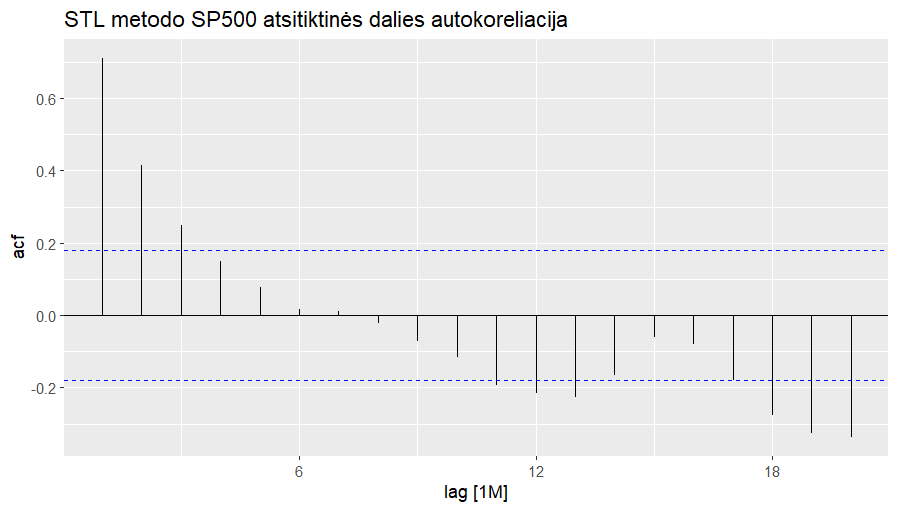 STL metodo SP500 atsitiktinės dalies autokoreliacija
0.6
0.4
0.2
0.0
-0.2
acf
6 12 18
lag [1M]